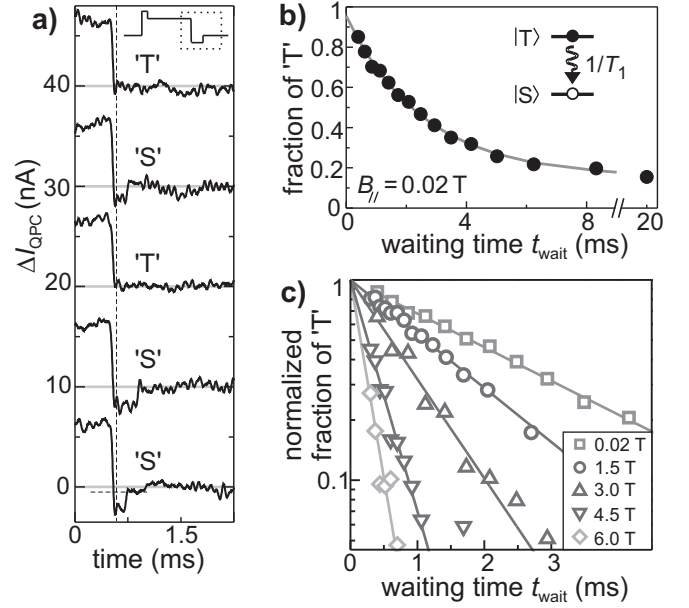 a)
'T'
'S'
'T'
'S'
'S'
40
30
20
10
0
ΔI_QPC (nA)
0
1.5
time (ms)
b)
1
0.8
0.6
0.4
0.2
0
fraction of 'T'
|T⟩
1/T₁
|S⟩
B_// = 0.02 T
0
4
8
20
waiting time t_wait (ms)
c)
1
0.1
normalized
fraction of 'T'
0.02 T
1.5 T
3.0 T
4.5 T
6.0 T
0
1
2
3
waiting time t_wait (ms)